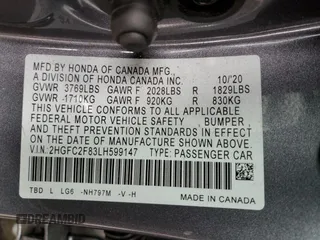 MFD.BY HONDA OF CANADA MFG.,
A DIVISION OF HONDA CANADA INC. 10/'20
GVWR 3769LBS GAWR F 2028LBS R 1829LBS
GVWR -1710KG GAWR F 920KG R 830KG
THIS VEHICLE CONFORMS TO ALL APPLICABLE
FEDERAL MOTOR VEHICLE SAFETY , BUMPER,
AND THEFT PREVENTION STANDARDS IN EFFECT
ON THE DATE OF MANUFACTURE SHOWN ABOVE.
V.I.N: 2HGFC2F83LH599147 TYPE: PASSENGER CAR
TBD L LG6 -NH797M -V -H
MADE IN CANADA
DREAMBID